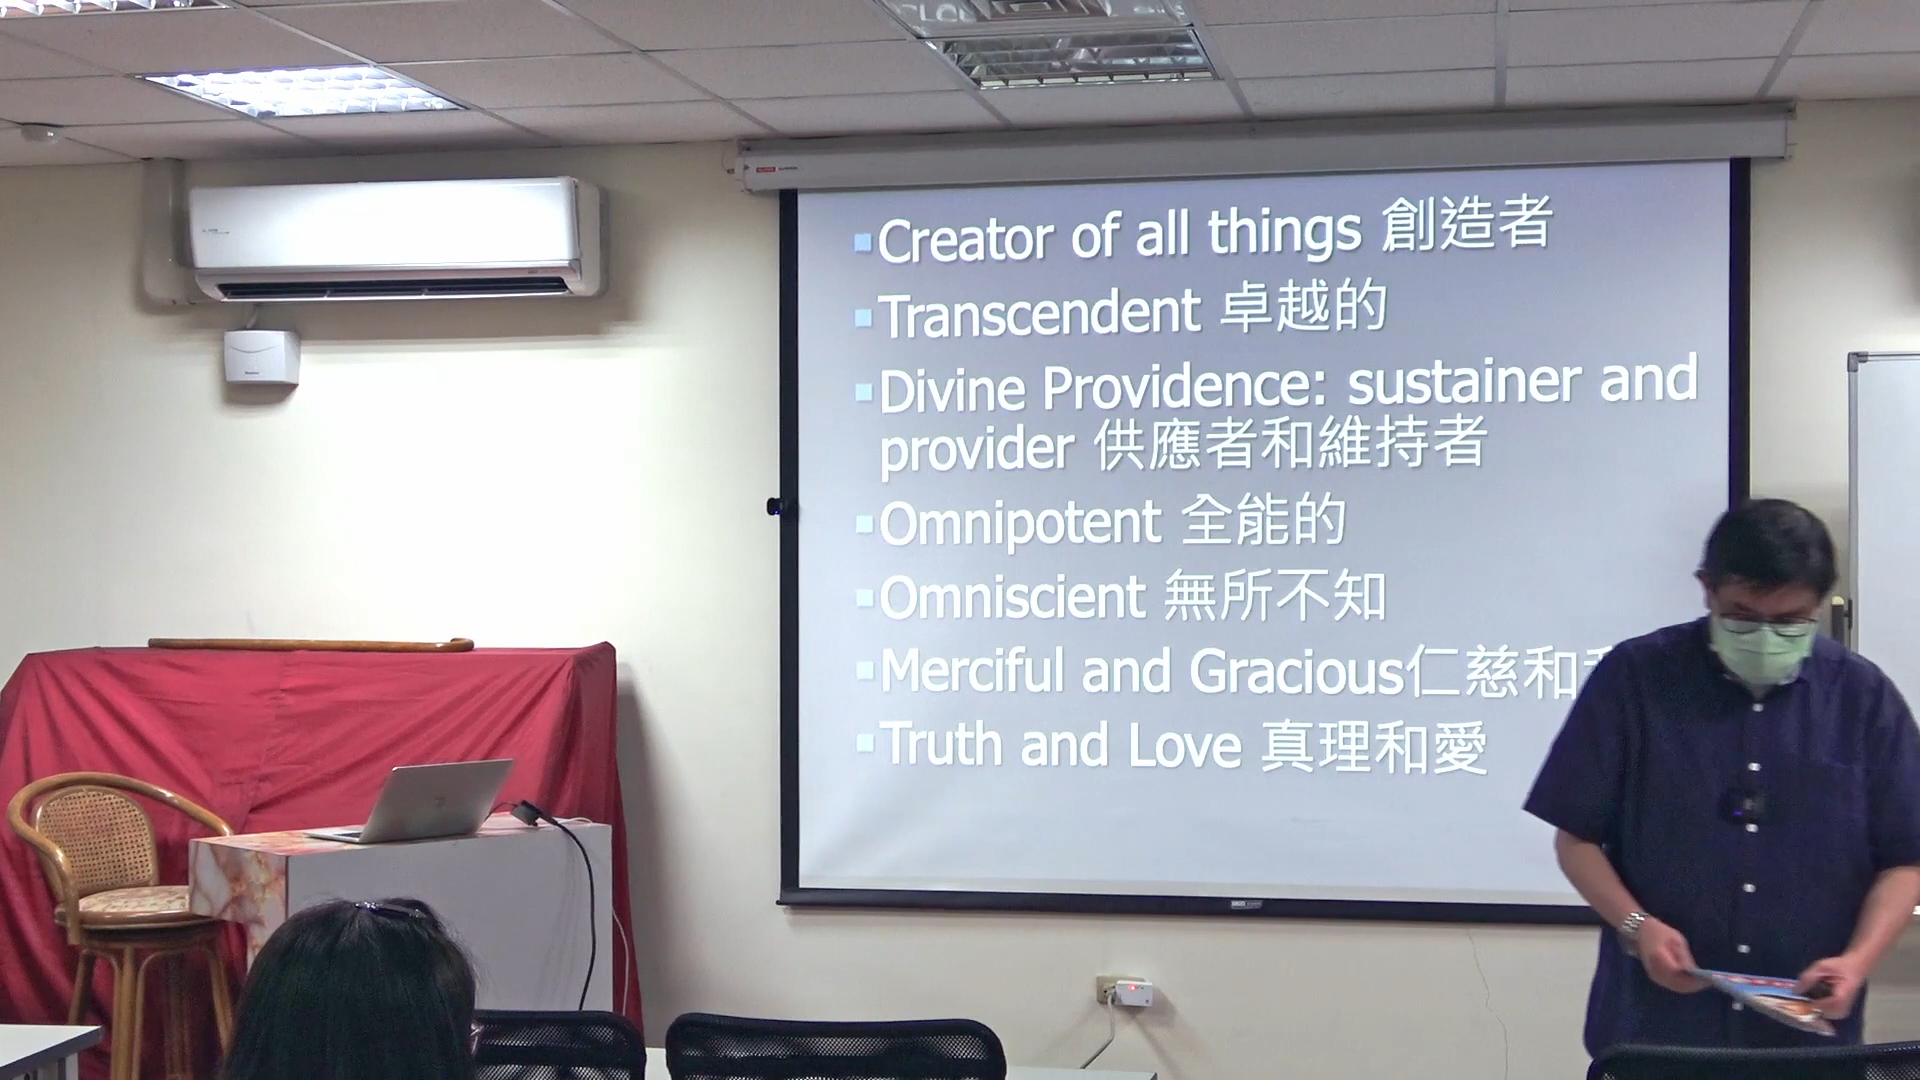 Creator of all things 創造者
Transcendent 卓越的
Divine Providence: sustainer and
provider 供應者和維持者
Omnipotent 全能的
Omniscient 無所不知
Merciful and Gracious仁慈和
Truth and Love 真理和愛